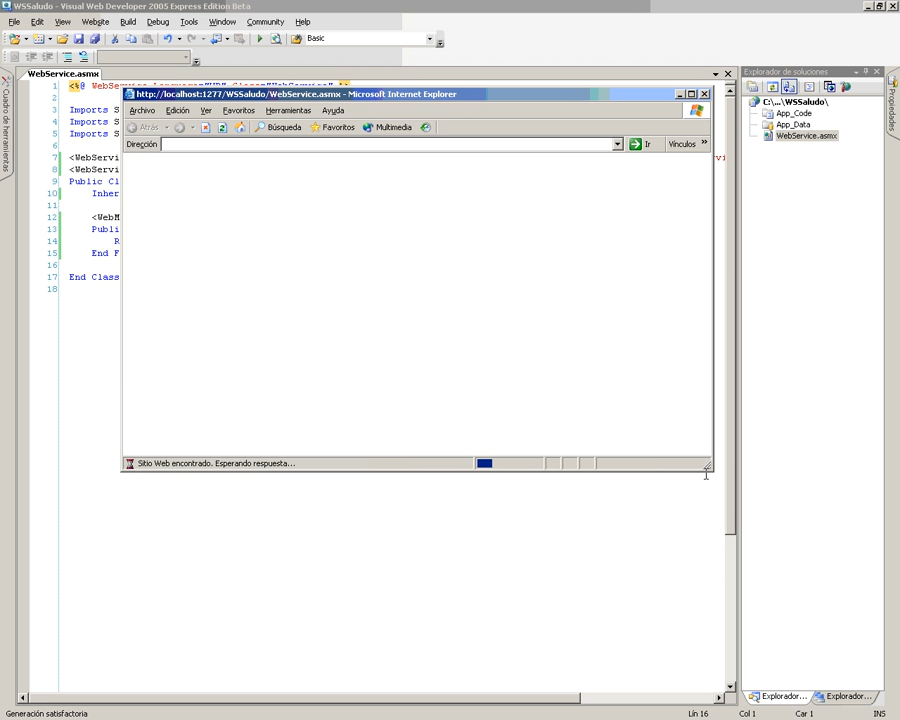 WSSaludo - Visual Web Developer 2005 Express Edition Beta
File Edit View Website Build Debug Tools Window Community Help
Basic
WebService.asmx
Explorador de soluciones
Cuadro de herramientas
Propiedades
C:\...\WSSaludo\
App_Code
App_Data
WebService.asmx
http://localhost:1277/WSSaludo/WebService.asmx - Microsoft Internet Explorer
Archivo Edición Ver Favoritos Herramientas Ayuda
Atrás Búsqueda Favoritos Multimedia
Dirección Ir Vínculos »
1 <%@
2
3 Imports S
4 Imports S
5 Imports S
6
7 <WebServi
8 <WebServi
9 Public Cl
10 Inher
11
12 <WebM
13 Publi
14 R
15 End F
16
17 End Class
18
Sitio Web encontrado. Esperando respuesta...
Explorador... Explorador...
Generación satisfactoria Lín 16 Col 1 Car 1 INS